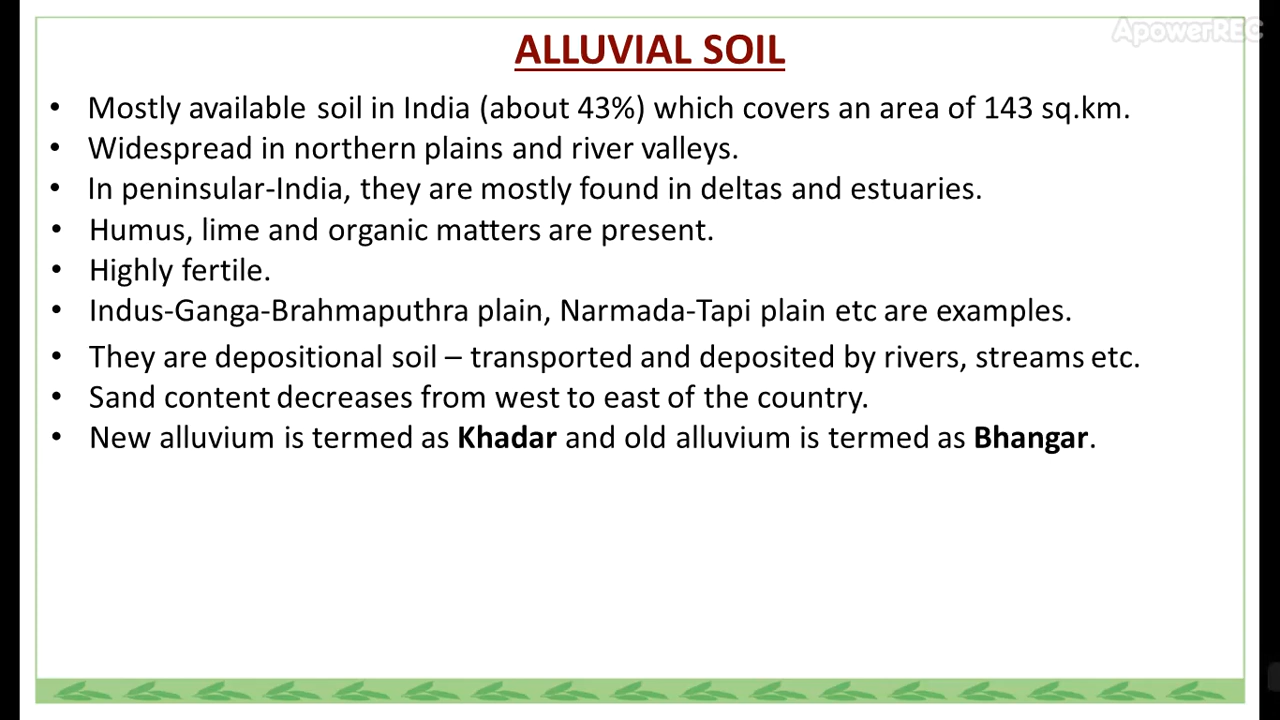 ApowerREC
ALLUVIAL SOIL
• Mostly available soil in India (about 43%) which covers an area of 143 sq.km.
• Widespread in northern plains and river valleys.
• In peninsular-India, they are mostly found in deltas and estuaries.
• Humus, lime and organic matters are present.
• Highly fertile.
• Indus-Ganga-Brahmaputhra plain, Narmada-Tapi plain etc are examples.
• They are depositional soil – transported and deposited by rivers, streams etc.
• Sand content decreases from west to east of the country.
• New alluvium is termed as Khadar and old alluvium is termed as Bhangar.